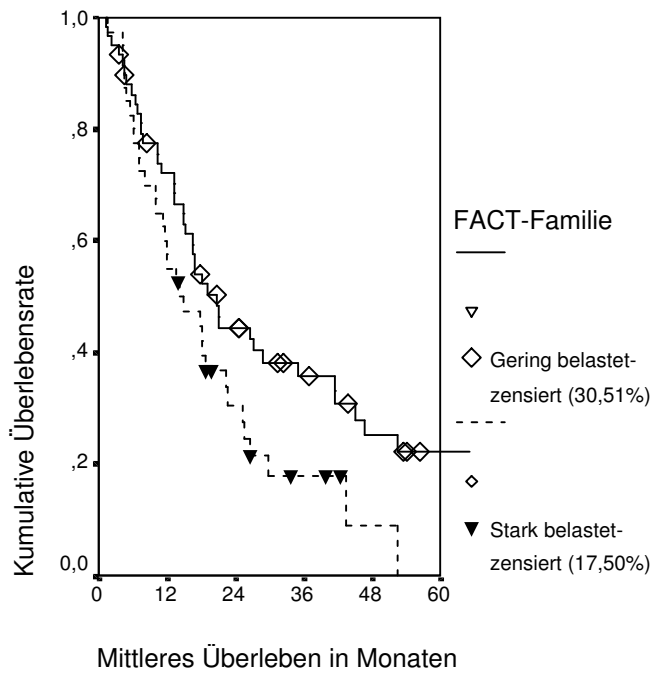 1,0
,8
,6
,4
,2
0,0
Kumulative Überlebensrate
0
12
24
36
48
60
Mittleres Überleben in Monaten
FACT-Familie
Gering belastet-
zensiert (30,51%)
Stark belastet-
zensiert (17,50%)